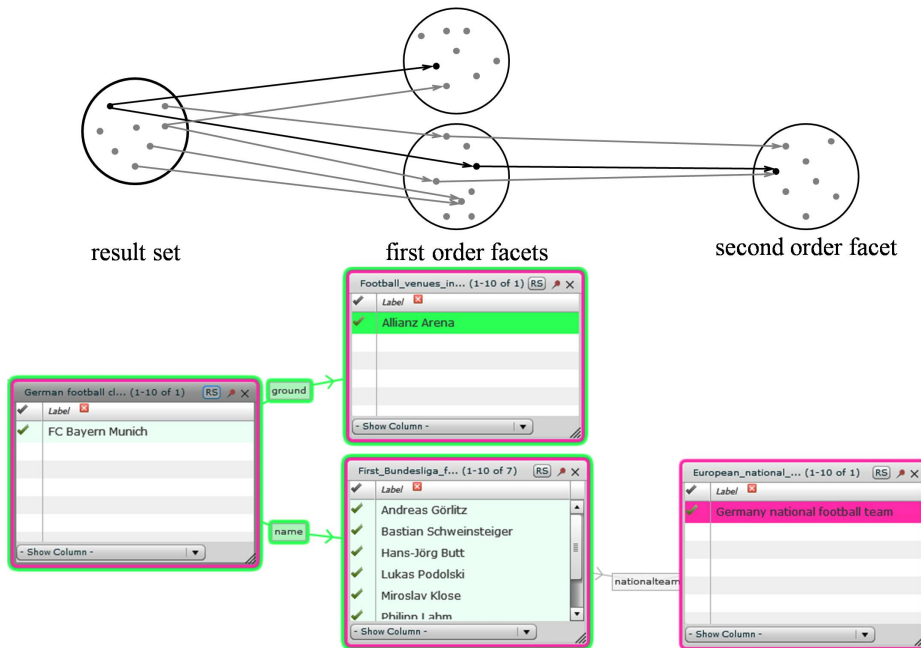 result set
first order facets
second order facet
Football_venues_in... (1-10 of 1) RS
Label
Allianz Arena
- Show Column -
ground
German football cl... (1-10 of 1) RS
Label
FC Bayern Munich
- Show Column -
name
First_Bundesliga_f... (1-10 of 7) RS
Label
Andreas Görlitz
Bastian Schweinsteiger
Hans-Jörg Butt
Lukas Podolski
Miroslav Klose
Philipp Lahm
- Show Column -
nationalteam
European_national_... (1-10 of 1) RS
Label
Germany national football team
- Show Column -